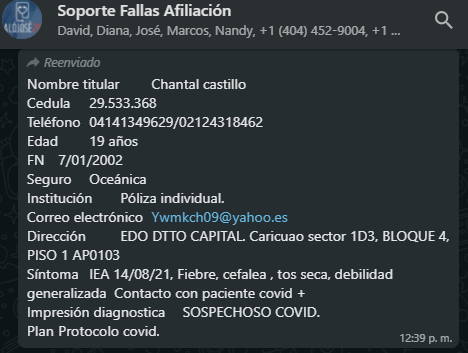 Soporte Fallas Afiliación
David, Diana, José, Marcos, Nandy, +1 (404) 452-9004, +1 ...
Reenviado
Nombre titular Chantal castillo
Cedula 29.533.368
Teléfono 04141349629/02124318462
Edad 19 años
FN 7/01/2002
Seguro Oceánica
Institución Póliza individual.
Correo electrónico Ywmkch09@yahoo.es
Dirección EDO DTTO CAPITAL. Caricuao sector 1D3, BLOQUE 4,
PISO 1 AP0103
Síntoma IEA 14/08/21, Fiebre, cefalea , tos seca, debilidad
generalizada Contacto con paciente covid +
Impresión diagnostica SOSPECHOSO COVID.
Plan Protocolo covid.
12:39 p. m.